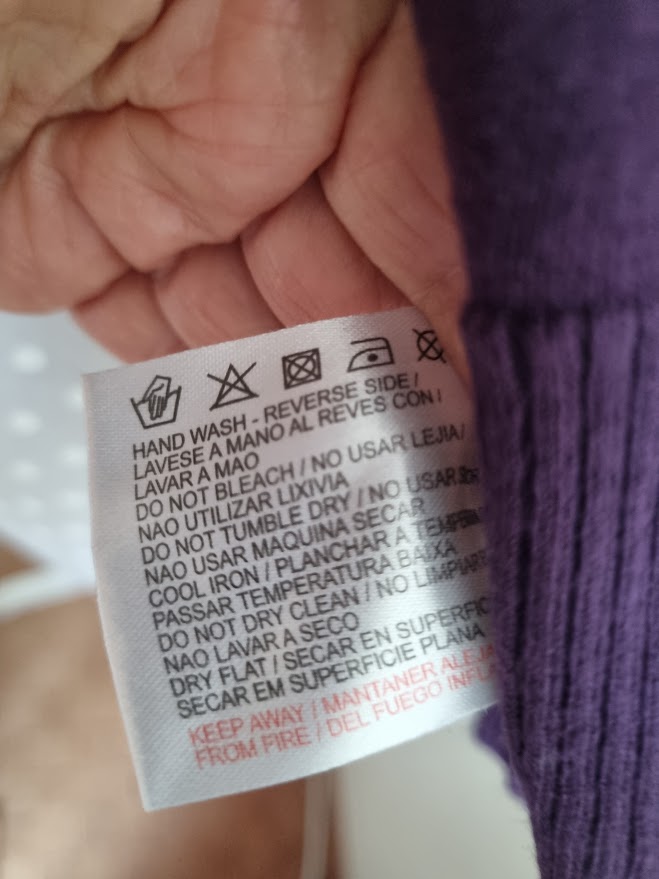 HAND WASH - REVERSE SIDE /
LAVESE A MANO AL REVES CON
LAVAR A MAO
DO NOT BLEACH / NO USAR LEJIA/
NAO UTILIZAR LIXIVIA
DO NOT TUMBLE DRY / NO USAR
NAO USAR MAQUINA SECAR
COOL IRON / PLANCHAR A
PASSAR TEMPERATURA BAIXA
DO NOT DRY CLEAN / NO
NAO LAVAR A SECO
DRY FLAT / SECAR EN
SECAR EM SUPERFICIE PLANA
KEEP AWAY / MANTANER
FROM FIRE / DEL FUEGO